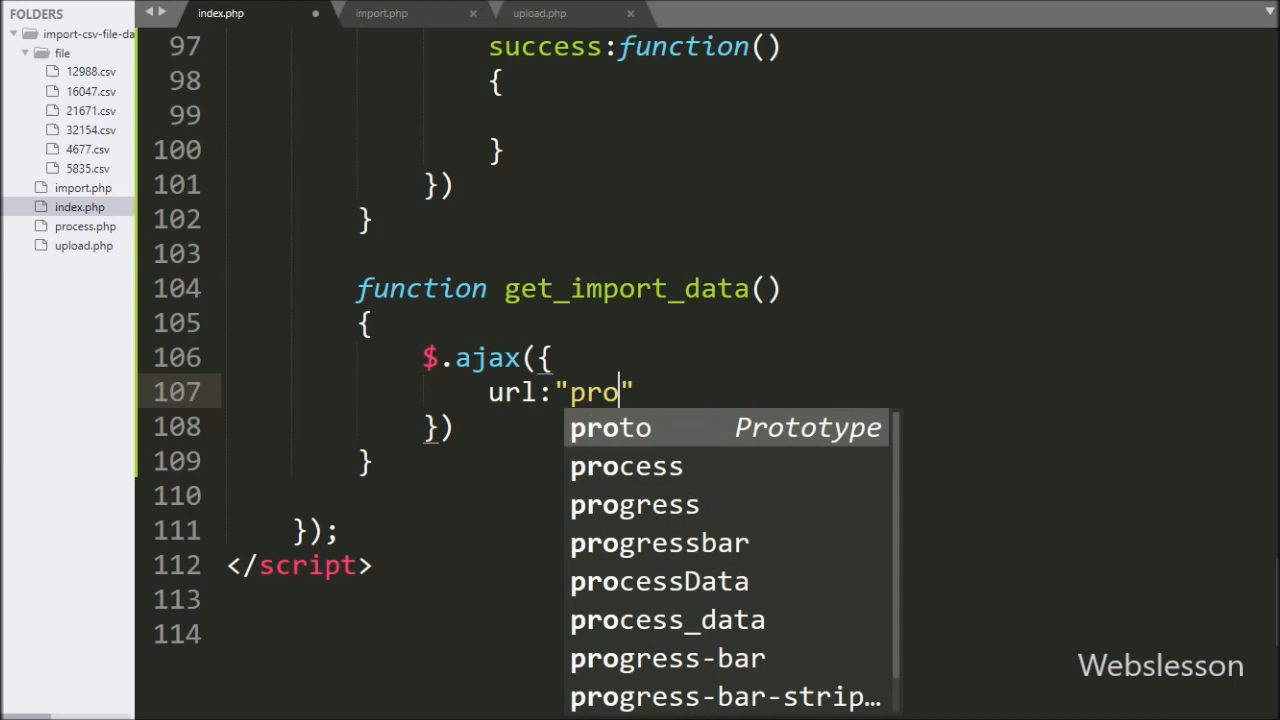 FOLDERS
import-csv-file-da
file
12988.csv
16047.csv
21671.csv
32154.csv
4677.csv
5835.csv
import.php
index.php
process.php
upload.php
index.php
import.php
upload.php
97 success:function()
98 {
99
100 }
101 })
102 }
103
104 function get_import_data()
105 {
106 $.ajax({
107 url:"pro"
108 })
109 }
110
111 });
112 </script>
113
114
proto Prototype
process
progress
progressbar
processData
process_data
progress-bar
progress-bar-strip…
Webslesson